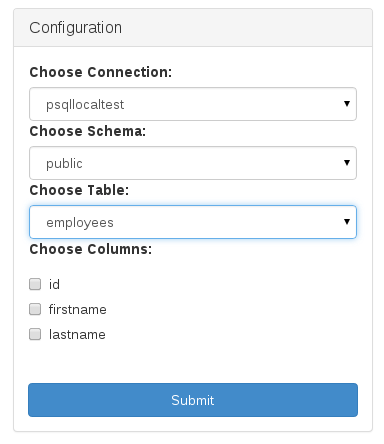 Configuration
Choose Connection:
psqllocaltest
Choose Schema:
public
Choose Table:
employees
Choose Columns:
id
firstname
lastname
Submit